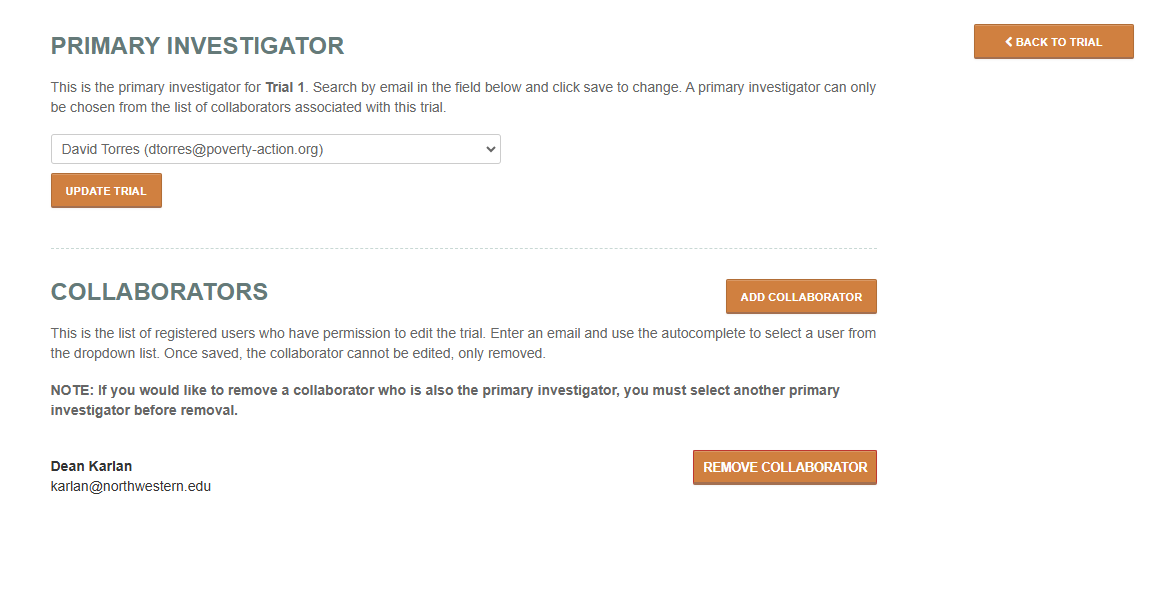 PRIMARY INVESTIGATOR
BACK TO TRIAL
This is the primary investigator for Trial 1. Search by email in the field below and click save to change. A primary investigator can only
be chosen from the list of collaborators associated with this trial.
David Torres (dtorres@poverty-action.org)
UPDATE TRIAL
COLLABORATORS
ADD COLLABORATOR
This is the list of registered users who have permission to edit the trial. Enter an email and use the autocomplete to select a user from
the dropdown list. Once saved, the collaborator cannot be edited, only removed.
NOTE: If you would like to remove a collaborator who is also the primary investigator, you must select another primary
investigator before removal.
Dean Karlan
REMOVE COLLABORATOR
karlan@northwestern.edu